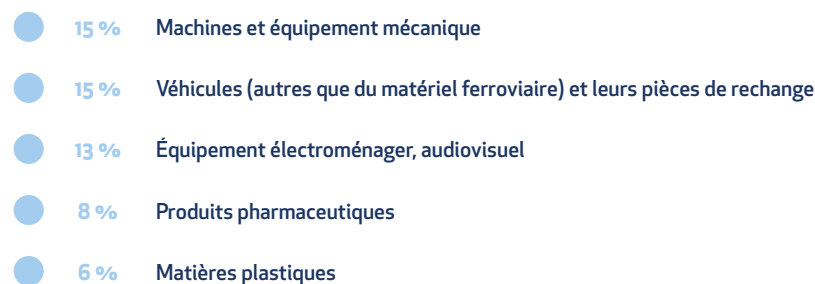 15 % Machines et équipement mécanique
15 % Véhicules (autres que du matériel ferroviaire) et leurs pièces de rechange
13 % Équipement électroménager, audiovisuel
8 % Produits pharmaceutiques
6 % Matières plastiques